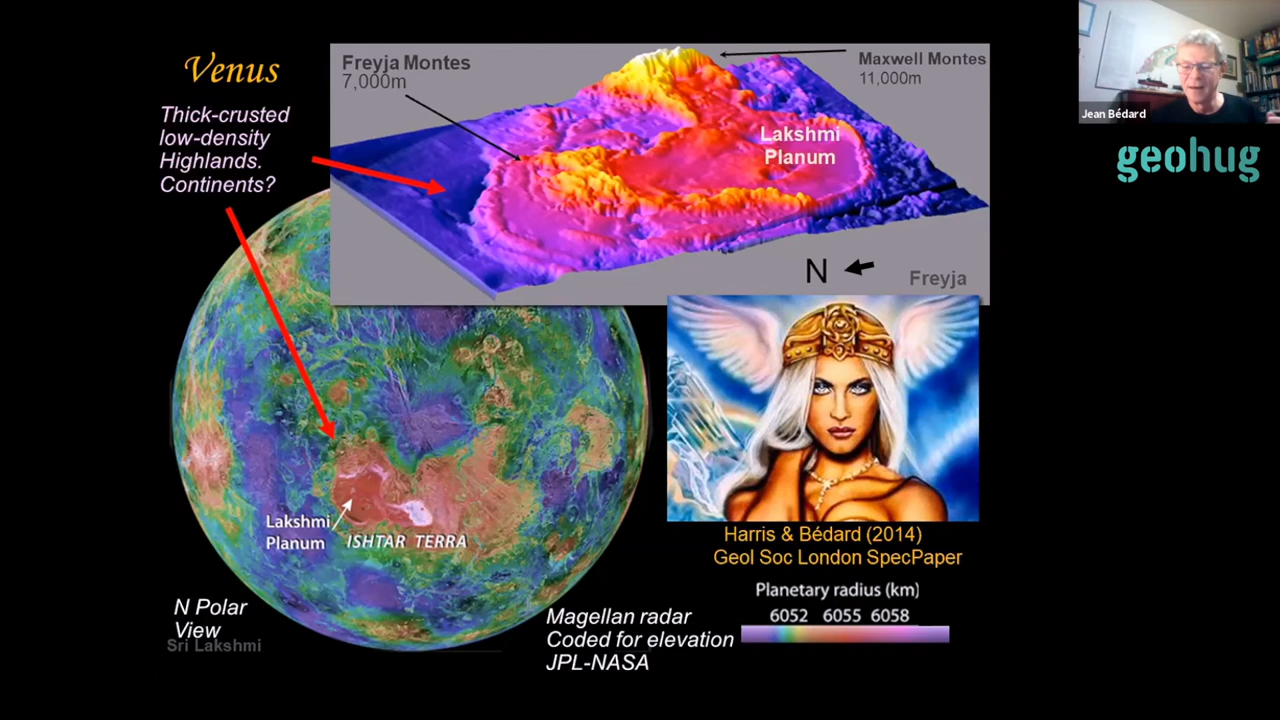 Venus
Thick-crusted
low-density
Highlands.
Continents?
Freyja Montes
7,000m
Maxwell Montes
11,000m
Lakshmi
Planum
N
Freyja
Jean Bédard
geohug
Lakshmi
Planum
ISHTAR TERRA
N Polar
View
Sri Lakshmi
Harris & Bédard (2014)
Geol Soc London SpecPaper
Planetary radius (km)
6052 6055 6058
Magellan radar
Coded for elevation
JPL-NASA